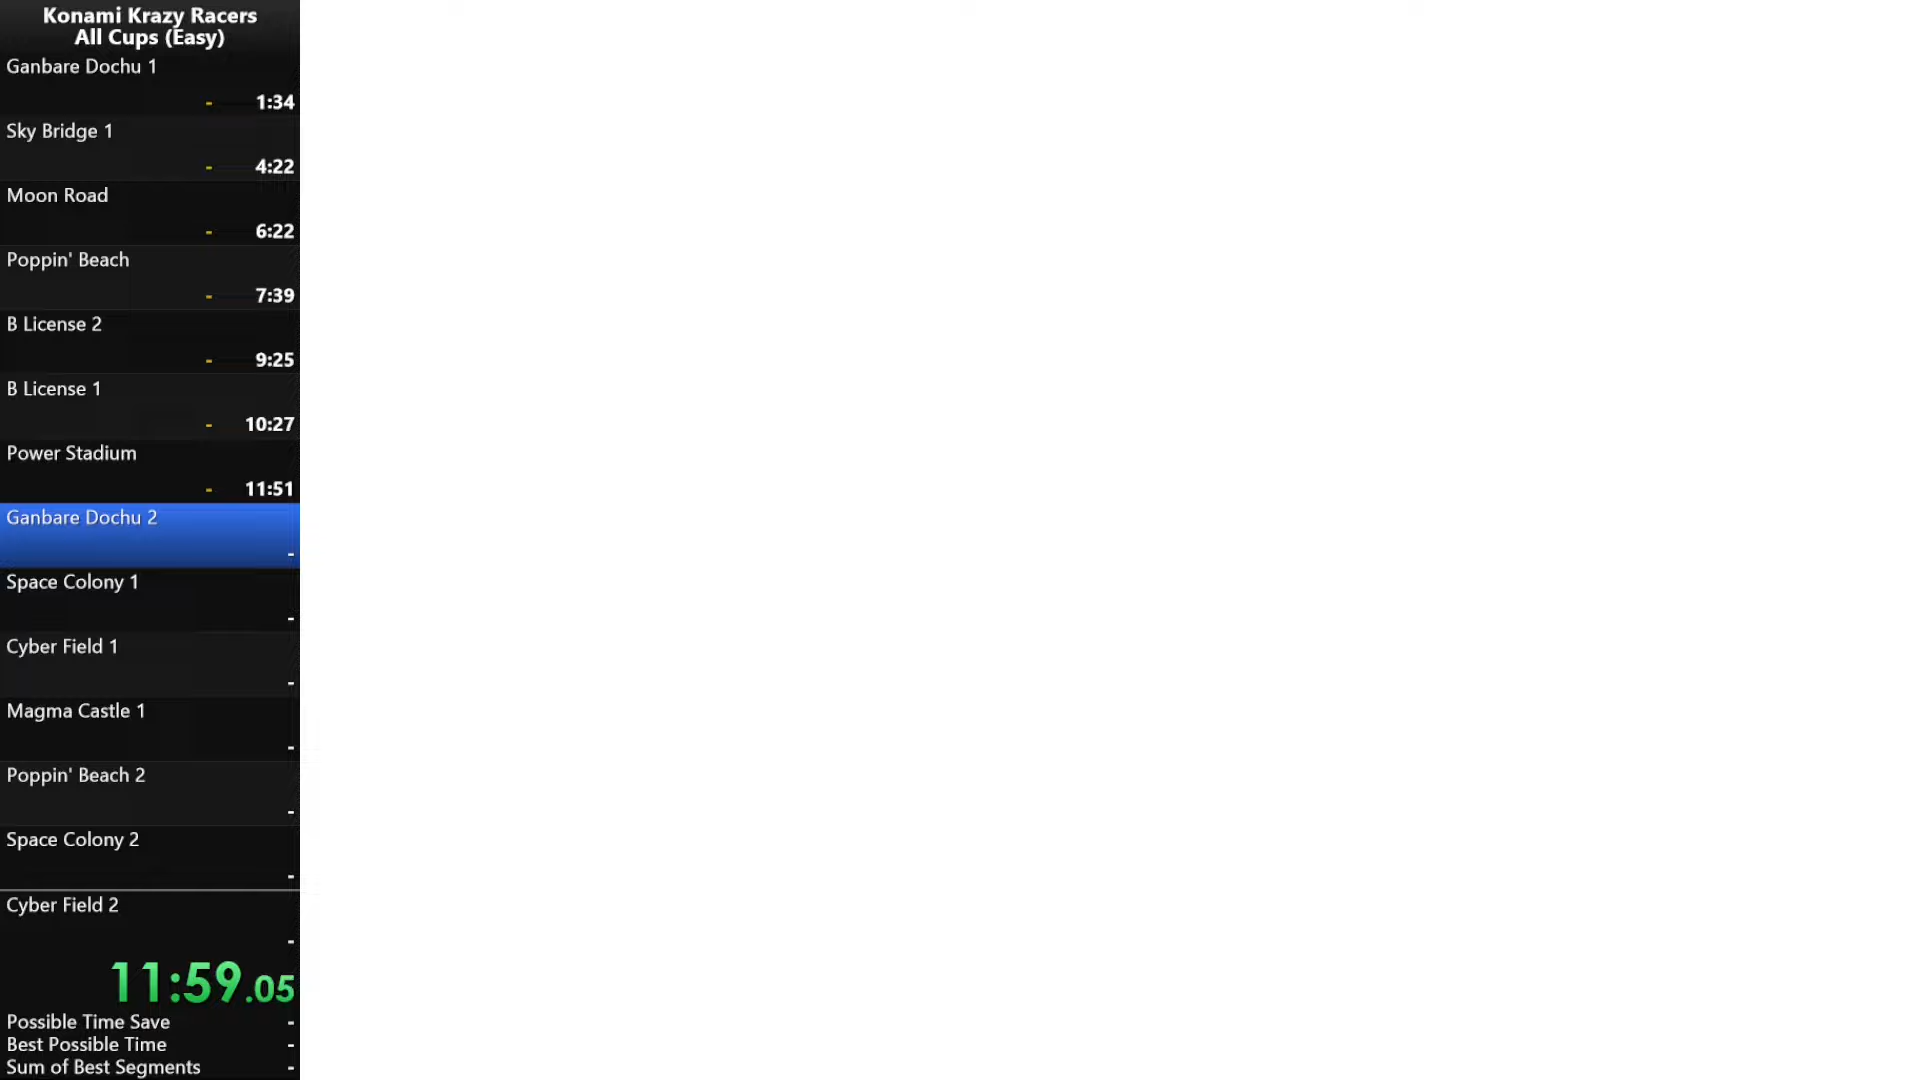 Konami Krazy Racers
All Cups (Easy)
Ganbare Dochu 1
- 1:34
Sky Bridge 1
- 4:22
Moon Road
- 6:22
Poppin' Beach
- 7:39
B License 2
- 9:25
B License 1
- 10:27
Power Stadium
- 11:51
Ganbare Dochu 2
-
Space Colony 1
-
Cyber Field 1
-
Magma Castle 1
-
Poppin' Beach 2
-
Space Colony 2
-
Cyber Field 2
-
11:59.05
Possible Time Save -
Best Possible Time -
Sum of Best Segments -